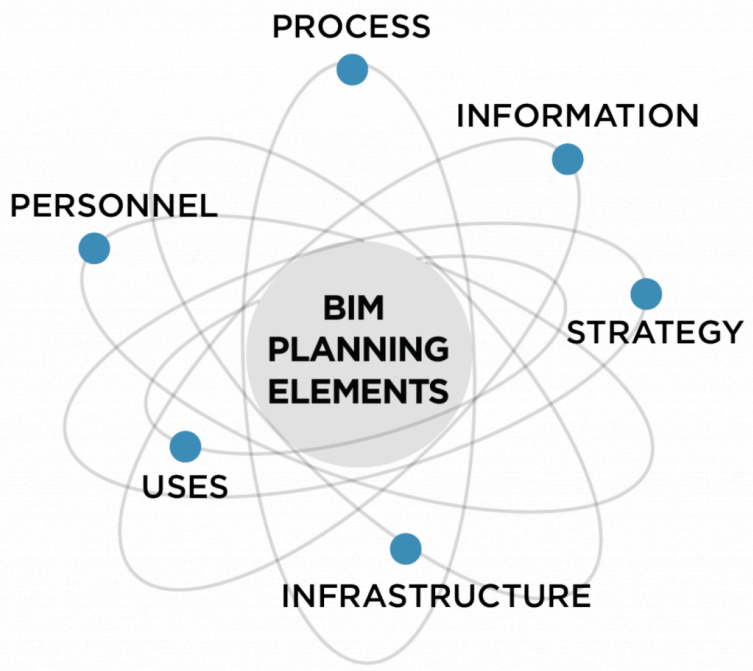 PROCESS
INFORMATION
PERSONNEL
BIM
PLANNING
ELEMENTS
STRATEGY
USES
INFRASTRUCTURE